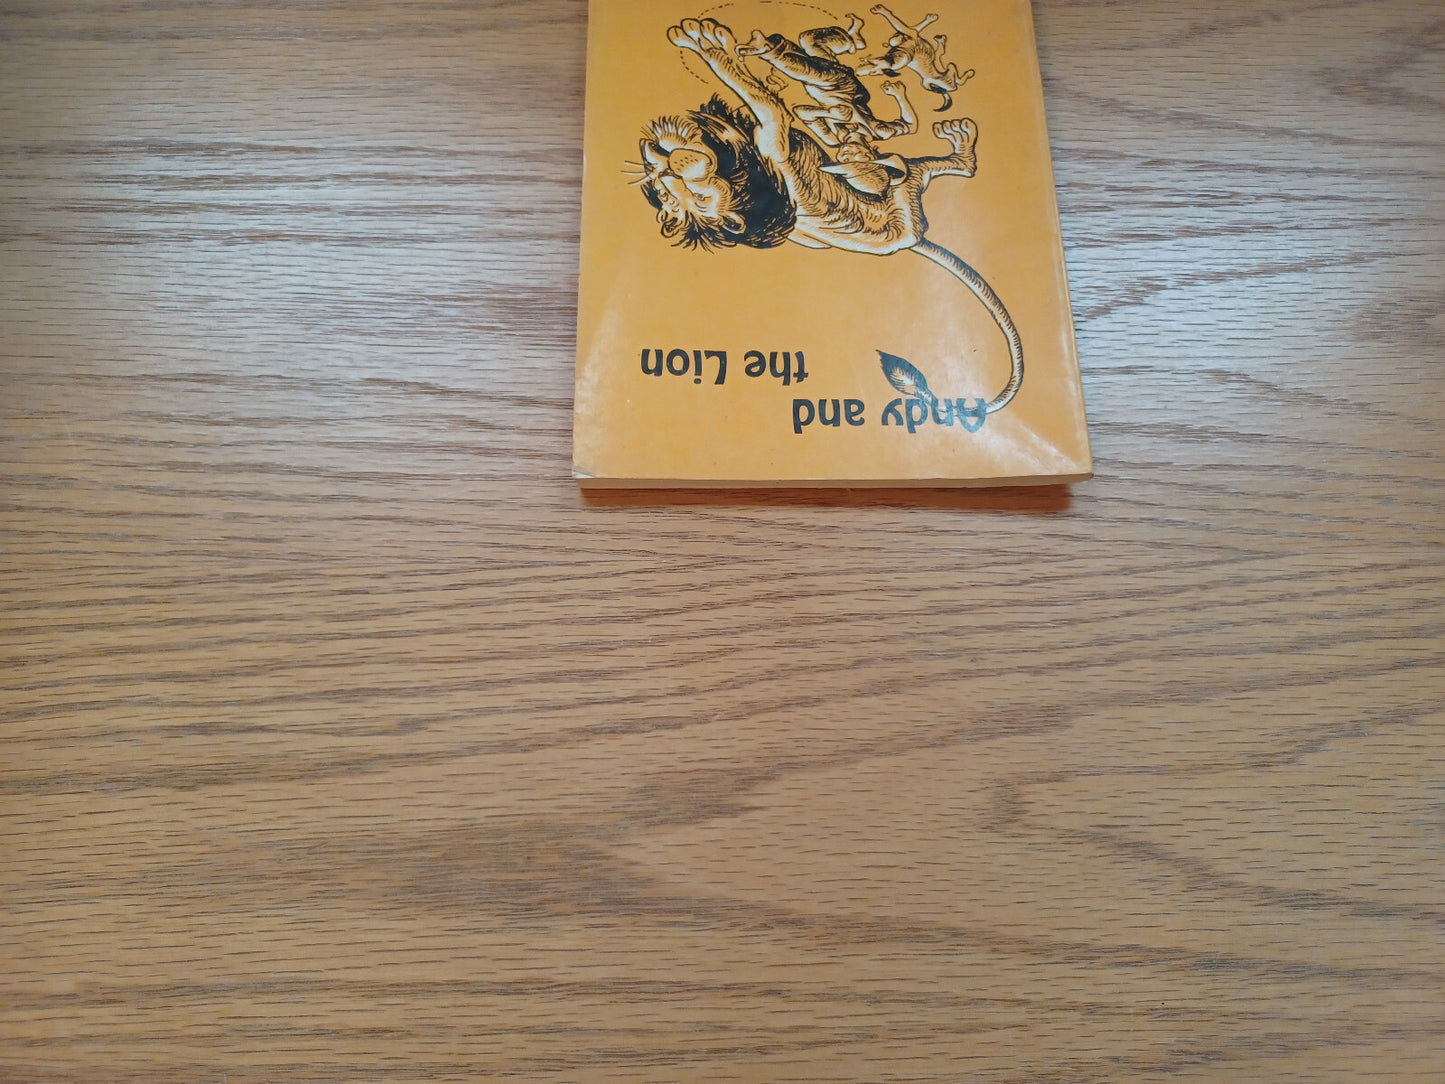 Andy and
the Lion